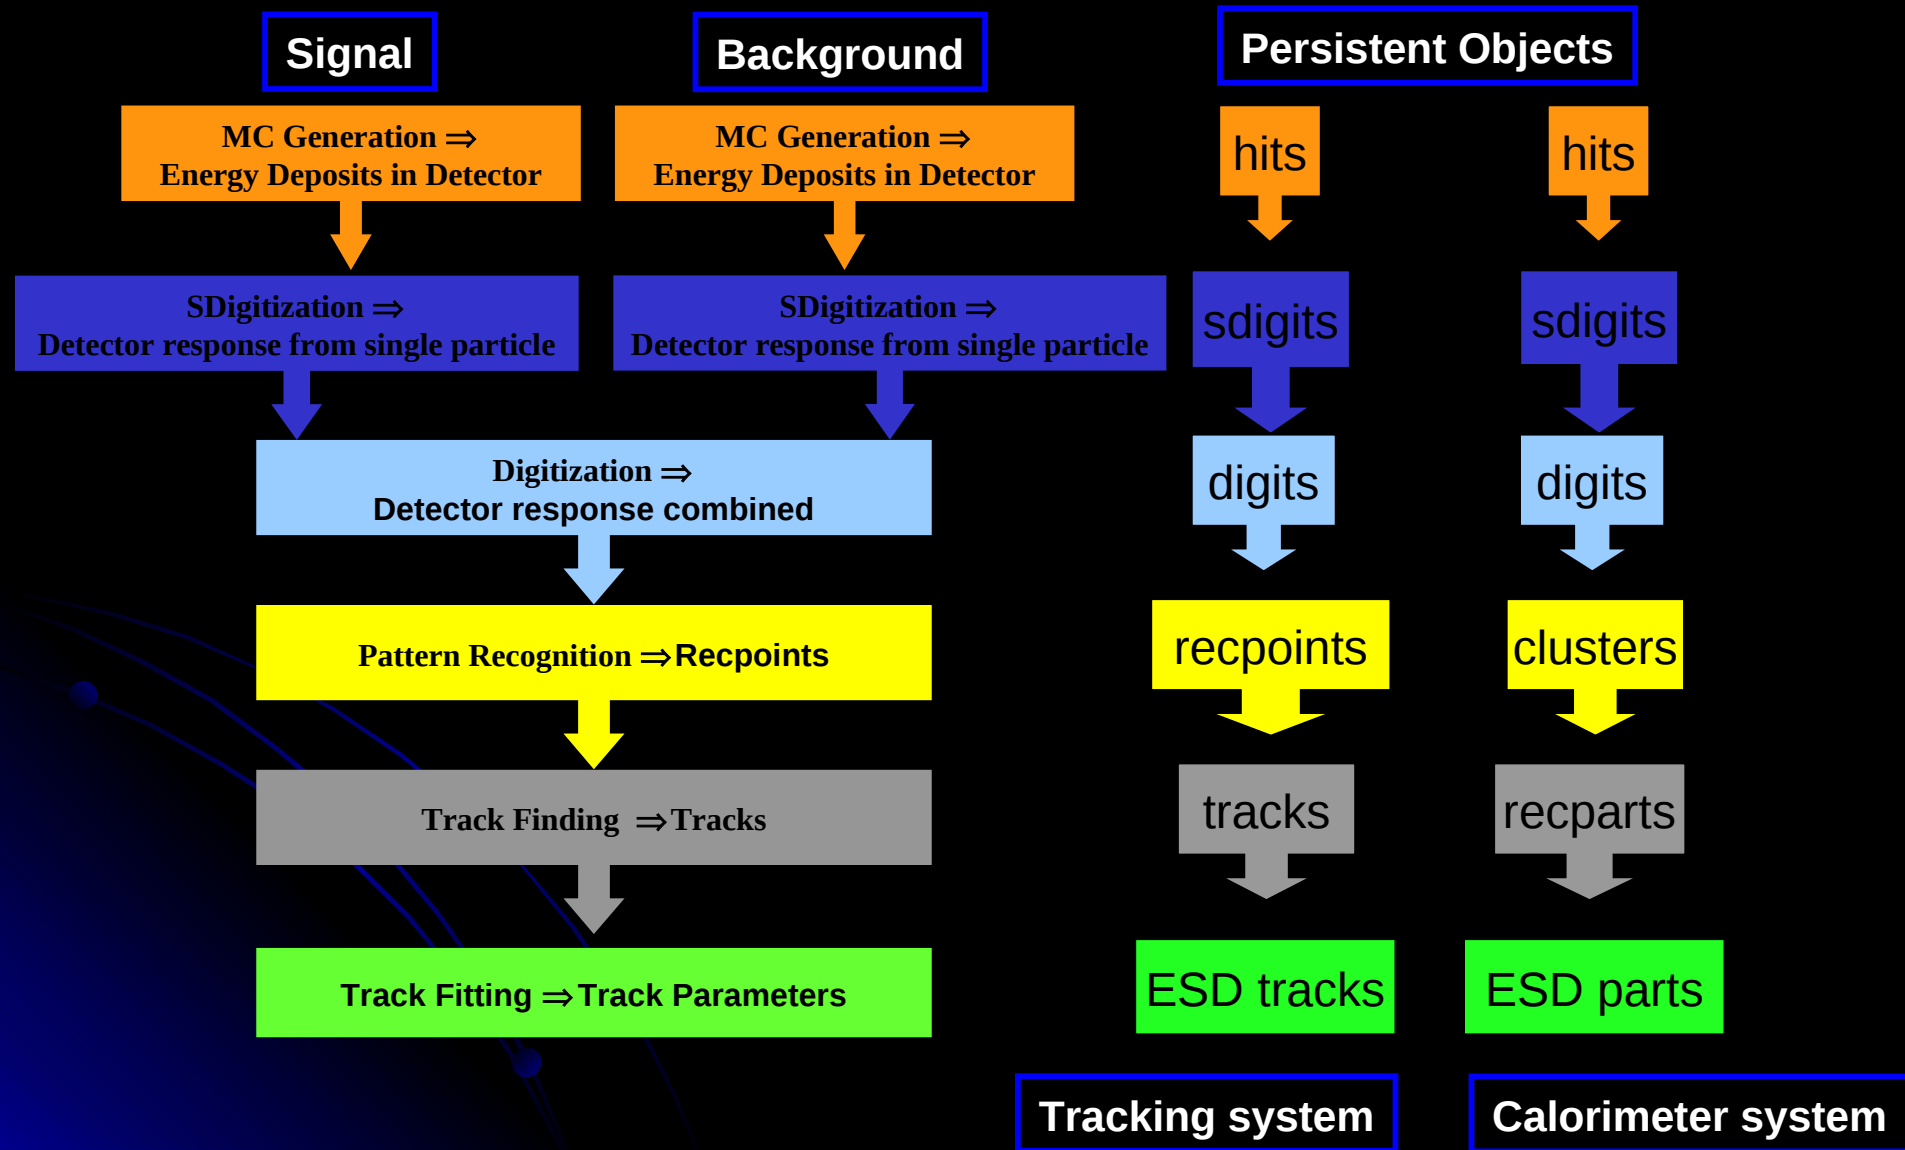 Signal
Background
Persistent Objects
MC Generation ⇒
Energy Deposits in Detector
MC Generation ⇒
Energy Deposits in Detector
hits
hits
SDigitization ⇒
Detector response from single particle
SDigitization ⇒
Detector response from single particle
sdigits
sdigits
Digitization ⇒
Detector response combined
digits
digits
Pattern Recognition ⇒ Recpoints
recpoints
clusters
Track Finding ⇒ Tracks
tracks
recparts
Track Fitting ⇒ Track Parameters
ESD tracks
ESD parts
Tracking system
Calorimeter system